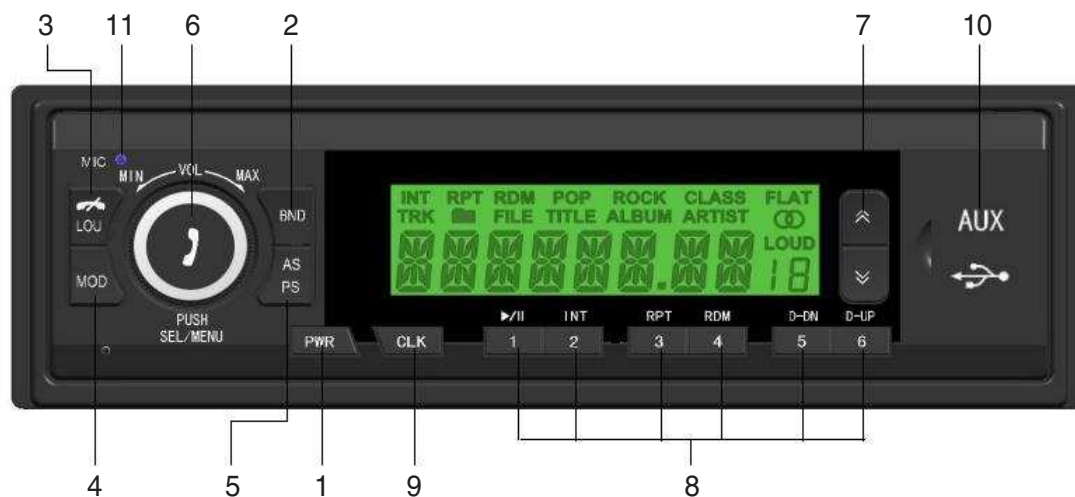 3 11 6 2 7 10
MIC
MIN VOL MAX
LOU BND
MOD AS
PS
PUSH
SEL/MENU
INT RPT RDM POP ROCK CLASS FLAT
TRK FILE TITLE ALBUM ARTIST
LOUD
18
AUX
PWR CLK
▶/II INT RPT RDM D-DN D-UP
1 2 3 4 5 6
4 5 1 9 8